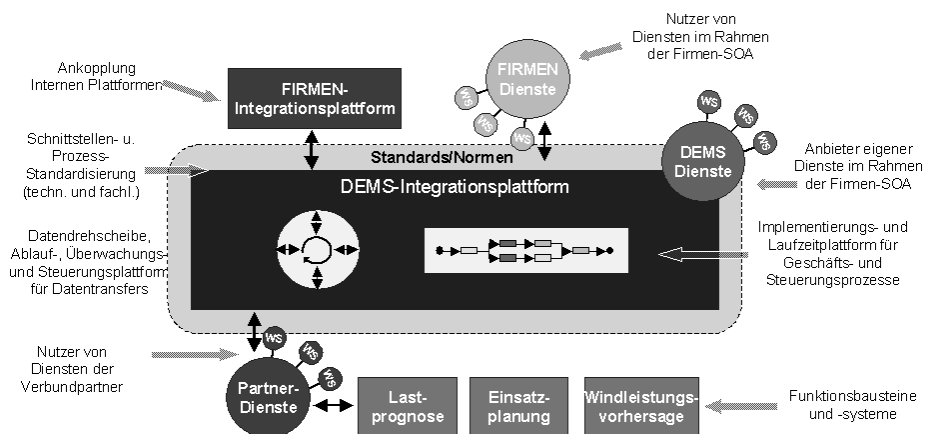 Nutzer von
Diensten im Rahmen
der Firmen-SOA
Ankopplung
Internen Plattformen
FIRMEN-
Integrationsplattform
FIRMEN
Dienste
WS
WS
WS
WS
WS
WS
DEMS
Dienste
Schnittstellen- u.
Prozess-
Standardisierung
(techn. und fachl.)
Standards/Normen
DEMS-Integrationsplattform
Anbieter eigener
Dienste im Rahmen
der Firmen-SOA
Datendrehscheibe,
Ablauf-, Überwachungs-
und Steuerungsplattform
für Datentransfers
Implementierungs- und
Laufzeitplattform für
Geschäfts- und
Steuerungsprozesse
Nutzer von
Diensten der
Verbundpartner
WS
WS
WS
Partner-
Dienste
Last-
prognose
Einsatz-
planung
Windleistungs-
vorhersage
Funktionsbausteine
und -systeme